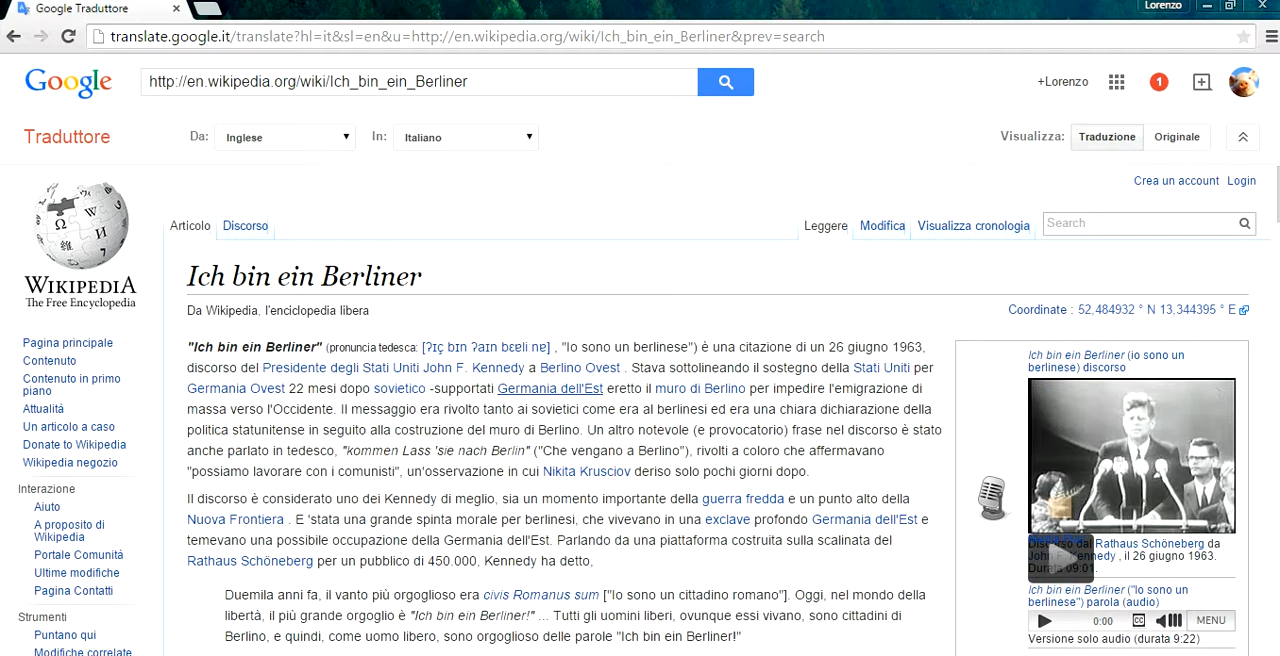 Google Traduttore
Lorenzo
translate.google.it/translate?hl=it&sl=en&u=http://en.wikipedia.org/wiki/Ich_bin_ein_Berliner&prev=search
Google
http://en.wikipedia.org/wiki/Ich_bin_ein_Berliner
+Lorenzo
1
Traduttore
Da: Inglese
In: Italiano
Visualizza: Traduzione Originale
Crea un account Login
Articolo Discorso
Leggere Modifica Visualizza cronologia
Search
WIKIPEDIA
The Free Encyclopedia
Ich bin ein Berliner
Da Wikipedia, l'enciclopedia libera
Coordinate : 52,484932 ° N 13,344395 ° E
Pagina principale
Contenuto
Contenuto in primo
piano
Attualità
Un articolo a caso
Donate to Wikipedia
Wikipedia negozio
Interazione
Aiuto
A proposito di
Wikipedia
Portale Comunità
Ultime modifiche
Pagina Contatti
Strumenti
Puntano qui
Modifiche correlate
"Ich bin ein Berliner" (pronuncia tedesca: [ʔɪç bɪn ʔaɪn bɛɐliːnɐ] , "Io sono un berlinese") è una citazione di un 26 giugno 1963,
discorso del Presidente degli Stati Uniti John F. Kennedy a Berlino Ovest . Stava sottolineando il sostegno della Stati Uniti per
Germania Ovest 22 mesi dopo sovietico -supportati Germania dell'Est eretto il muro di Berlino per impedire l'emigrazione di
massa verso l'Occidente. Il messaggio era rivolto tanto ai sovietici come era al berlinesi ed era una chiara dichiarazione della
politica statunitense in seguito alla costruzione del muro di Berlino. Un altro notevole (e provocatorio) frase nel discorso è stato
anche parlato in tedesco, "kommen Lass 'sie nach Berlin" ("Che vengano a Berlino"), rivolti a coloro che affermavano
"possiamo lavorare con i comunisti", un'osservazione in cui Nikita Krusciov deriso solo pochi giorni dopo.
Il discorso è considerato uno dei Kennedy di meglio, sia un momento importante della guerra fredda e un punto alto della
Nuova Frontiera . E 'stata una grande spinta morale per berlinesi, che vivevano in una exclave profondo Germania dell'Est e
temevano una possibile occupazione della Germania dell'Est. Parlando da una piattaforma costruita sulla scalinata del
Rathaus Schöneberg per un pubblico di 450.000, Kennedy ha detto,
Duemila anni fa, il vanto più orgoglioso era civis Romanus sum ["Io sono un cittadino romano"]. Oggi, nel mondo della
libertà, il più grande orgoglio è "Ich bin ein Berliner!" ... Tutti gli uomini liberi, ovunque essi vivano, sono cittadini di
Berlino, e quindi, come uomo libero, sono orgoglioso delle parole "Ich bin ein Berliner!"
Ich bin ein Berliner (io sono un
berlinese) discorso
Discorso dal Rathaus Schöneberg da
John F. Kennedy , il 26 giugno 1963.
Durata 09:01.
Ich bin ein Berliner ("Io sono un
berlinese") parola (audio)
0:00 CC MENU
Versione solo audio (durata 9:22)